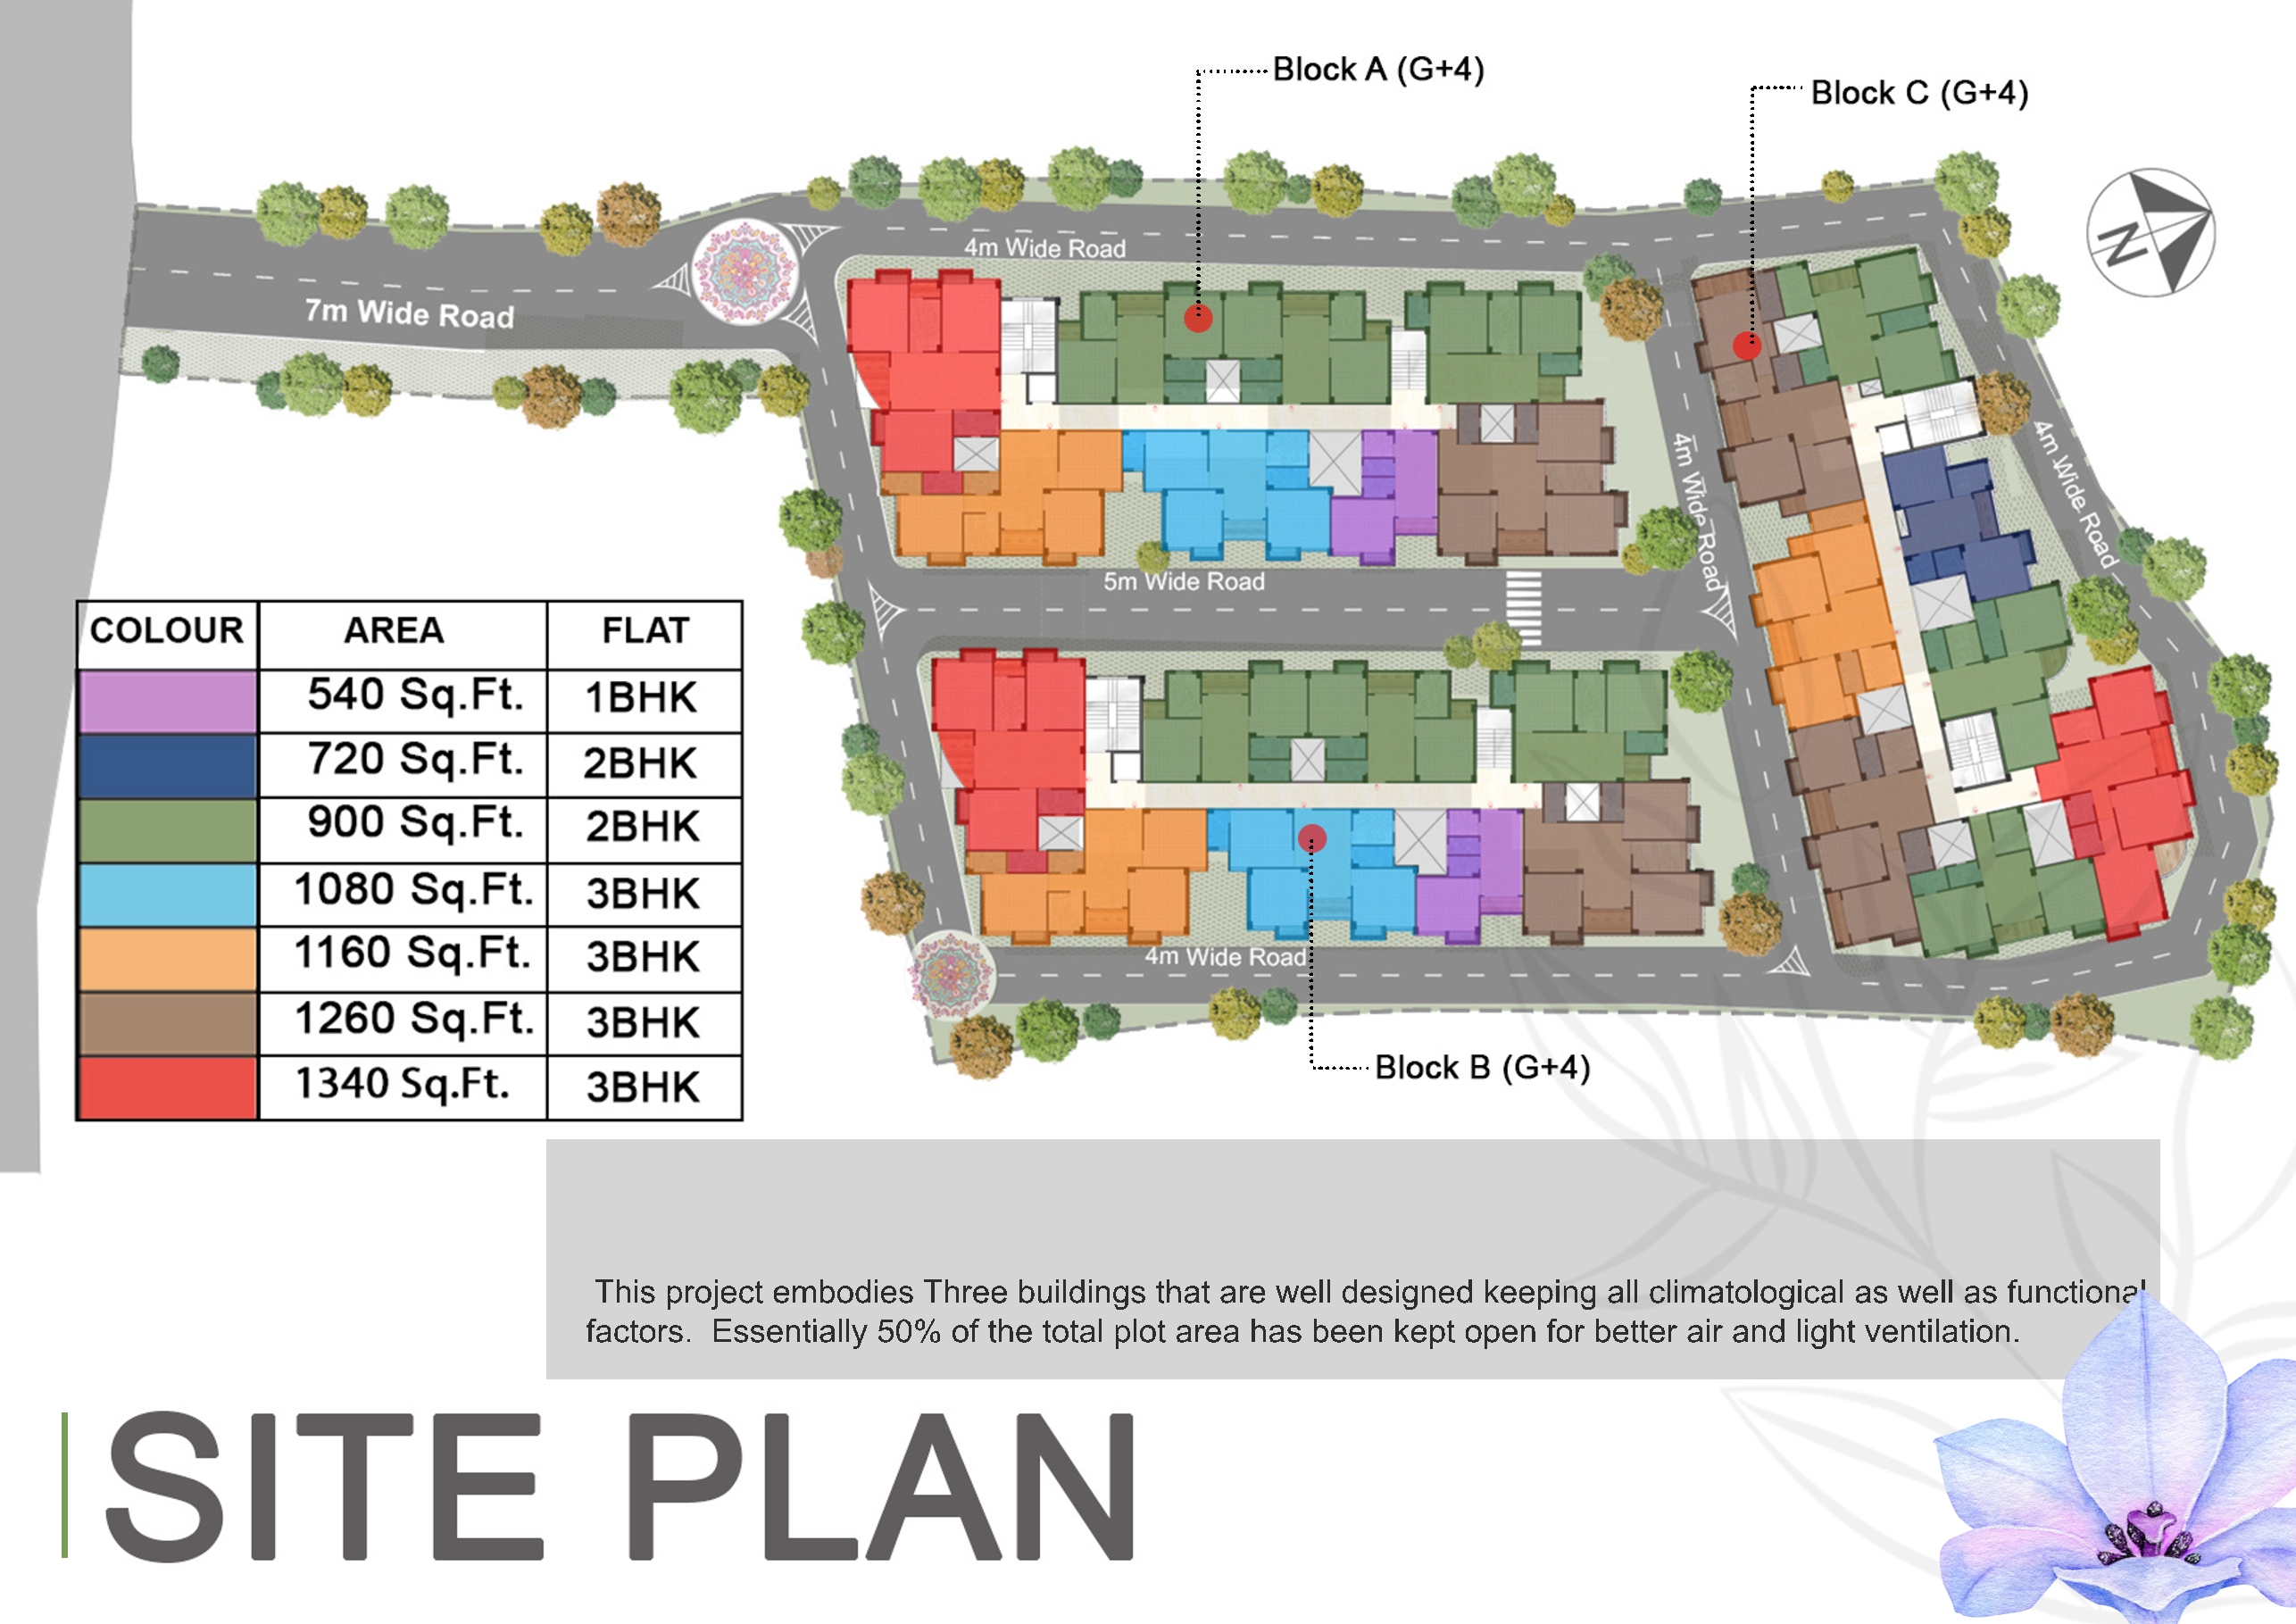 Block A (G+4)
Block C (G+4)
N
4m Wide Road
7m Wide Road
4m Wide Road
4m Wide Road
5m Wide Road
COLOUR AREA FLAT
540 Sq.Ft. 1BHK
720 Sq.Ft. 2BHK
900 Sq.Ft. 2BHK
1080 Sq.Ft. 3BHK
1160 Sq.Ft. 3BHK
1260 Sq.Ft. 3BHK
1340 Sq.Ft. 3BHK
4m Wide Road
Block B (G+4)
This project embodies Three buildings that are well designed keeping all climatological as well as functional
factors. Essentially 50% of the total plot area has been kept open for better air and light ventilation.
SITE PLAN